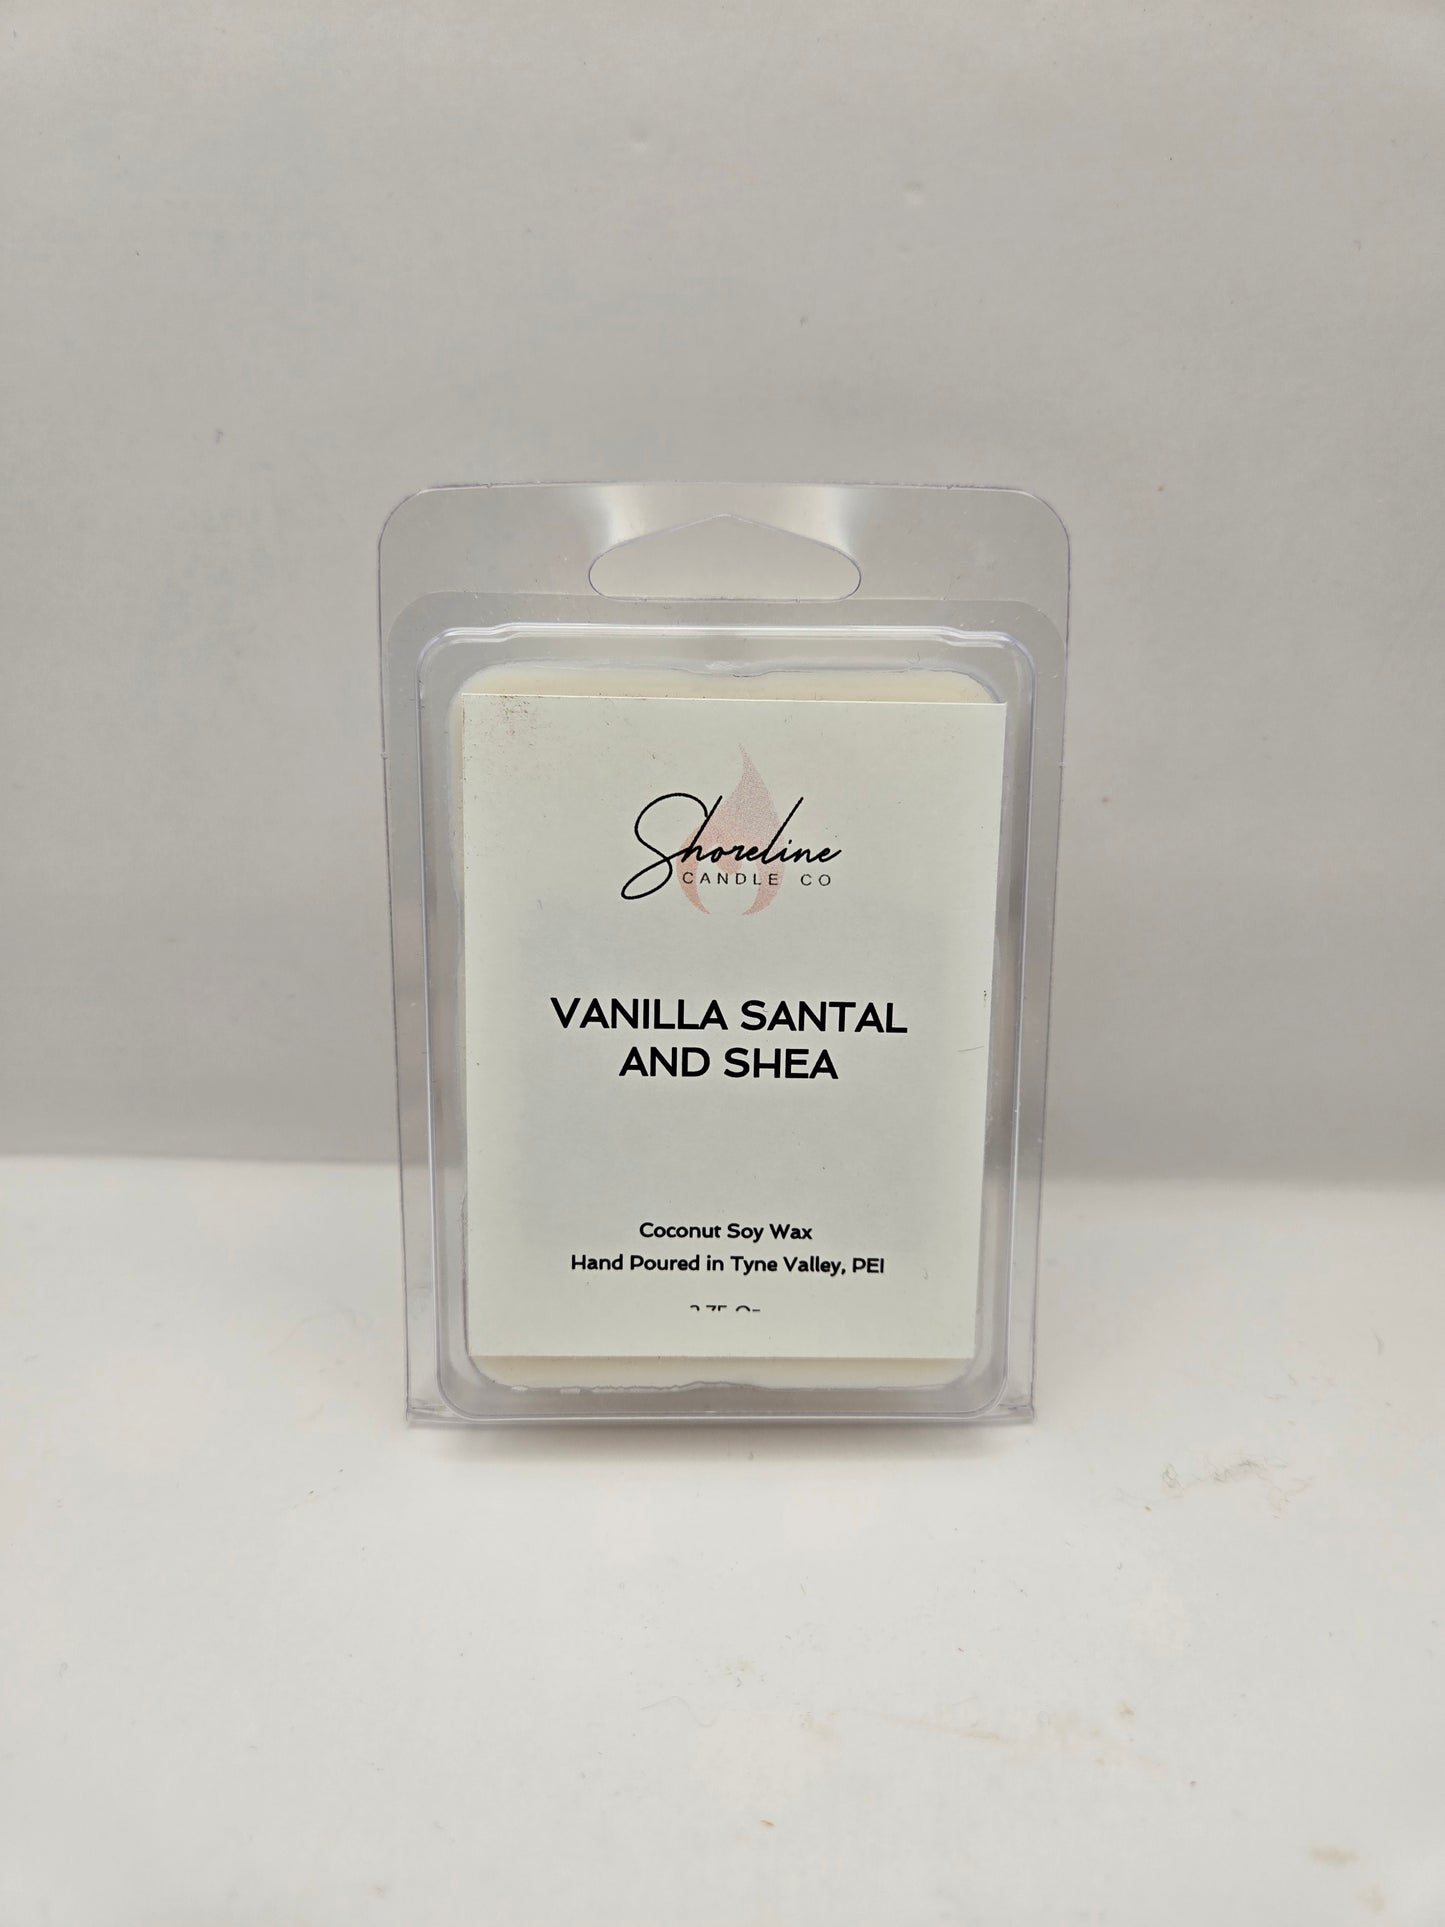 Shoreline
CANDLE CO
VANILLA SANTAL
AND SHEA
Coconut Soy Wax
Hand Poured in Tyne Valley, PEI